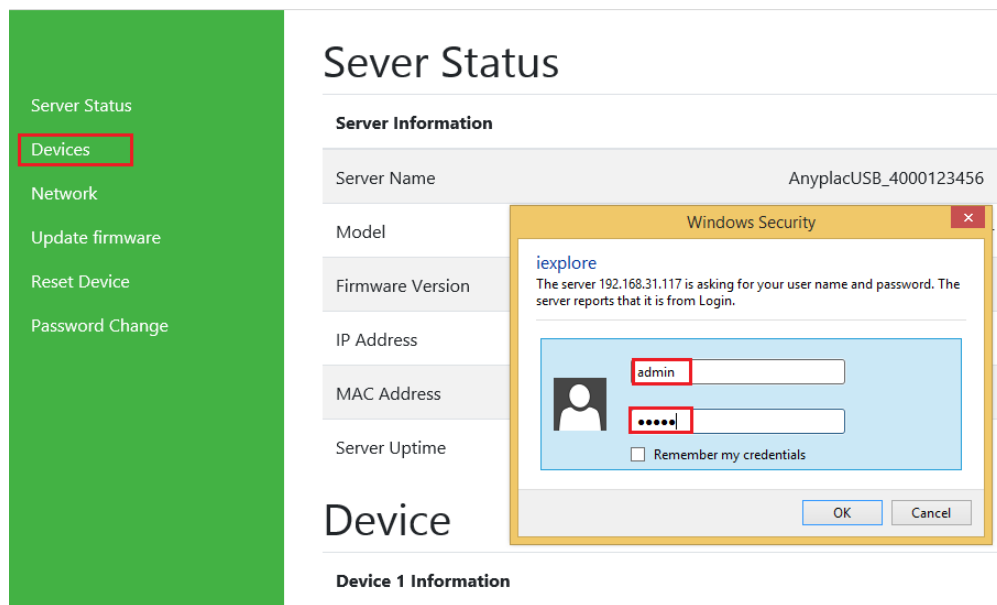 Sever Status
Server Status
Server Information
Devices
Server Name AnyplacUSB_4000123456
Network
Model
Windows Security
Update firmware
iexplore
The server 192.168.31.117 is asking for your user name and password. The
server reports that it is from Login.
Reset Device
Firmware Version
Password Change
IP Address
admin
MAC Address
•••••
Server Uptime
Remember my credentials
Device
OK Cancel
Device 1 Information